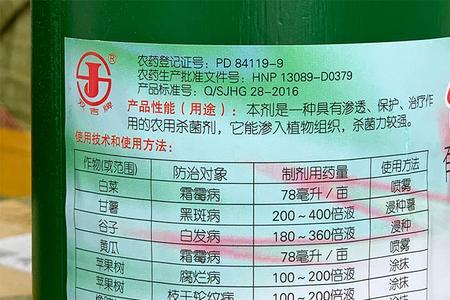 农药登记证号：PD 84119-9
农药生产批准文件号：HNP 13089-D0379
产品标准号：Q/SJHG 28-2016
R
双吉牌
产品性能（用途）：本剂是一种具有渗透、保护、治疗作
用的农用杀菌剂，它能渗入植物组织，杀菌力较强。
使用技术和使用方法：
作物(或范围) 防治对象 制剂用药量 使用方法
白菜 霜霉病 78毫升／亩 喷雾
甘薯 黑斑病 200～400倍液 浸种薯
谷子 白发病 180～360倍液 浸种
黄瓜 霜霉病 78毫升／亩 喷雾
苹果树 腐烂病 100～200倍液 涂抹
苹果树 枝干轮纹病 100～200倍液 涂抹